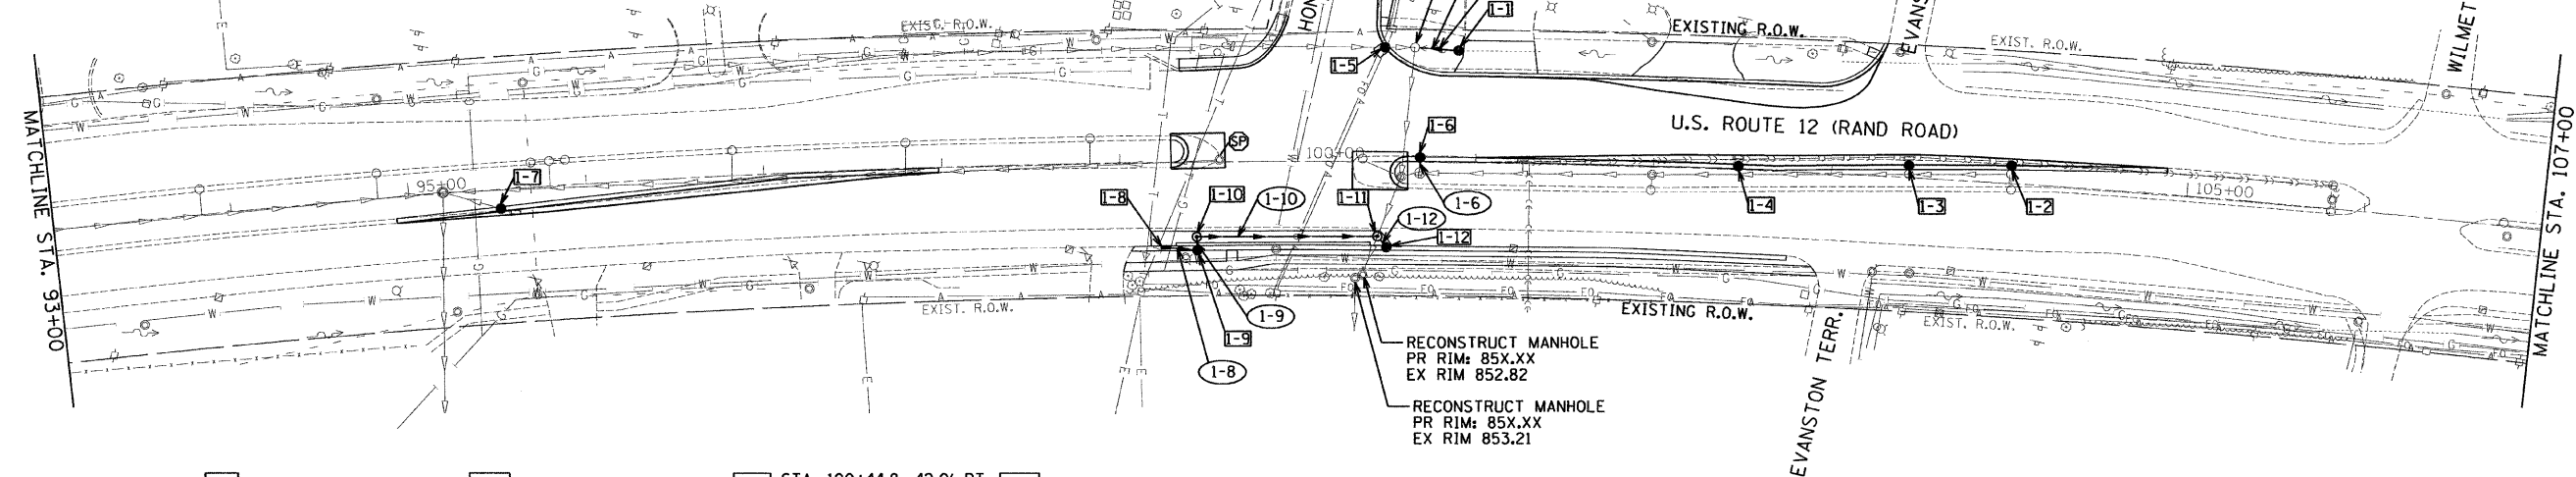 EXIST. R.O.W.
HON
1-1
EXISTING R.O.W.
EVANS
EXIST. R.O.W.
WILMET
1-5
MATCHLINE STA. 93+00
1-6
U.S. ROUTE 12 (RAND ROAD)
MATCHLINE STA. 107+00
SP
100+00
95+00
1-7
105+00
1-8
1-10
1-10
1-11
1-6
1-4
1-3
1-2
1-12
1-12
EXIST. R.O.W.
1-9
1-9
1-8
EXISTING R.O.W.
EXIST. R.O.W.
EVANSTON TERR.
RECONSTRUCT MANHOLE
PR RIM: 85X.XX
EX RIM 852.82
RECONSTRUCT MANHOLE
PR RIM: 85X.XX
EX RIM 853.21